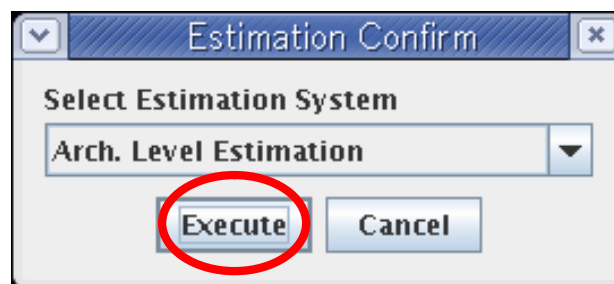 Estimation Confirm
Select Estimation System
Arch. Level Estimation
Execute Cancel